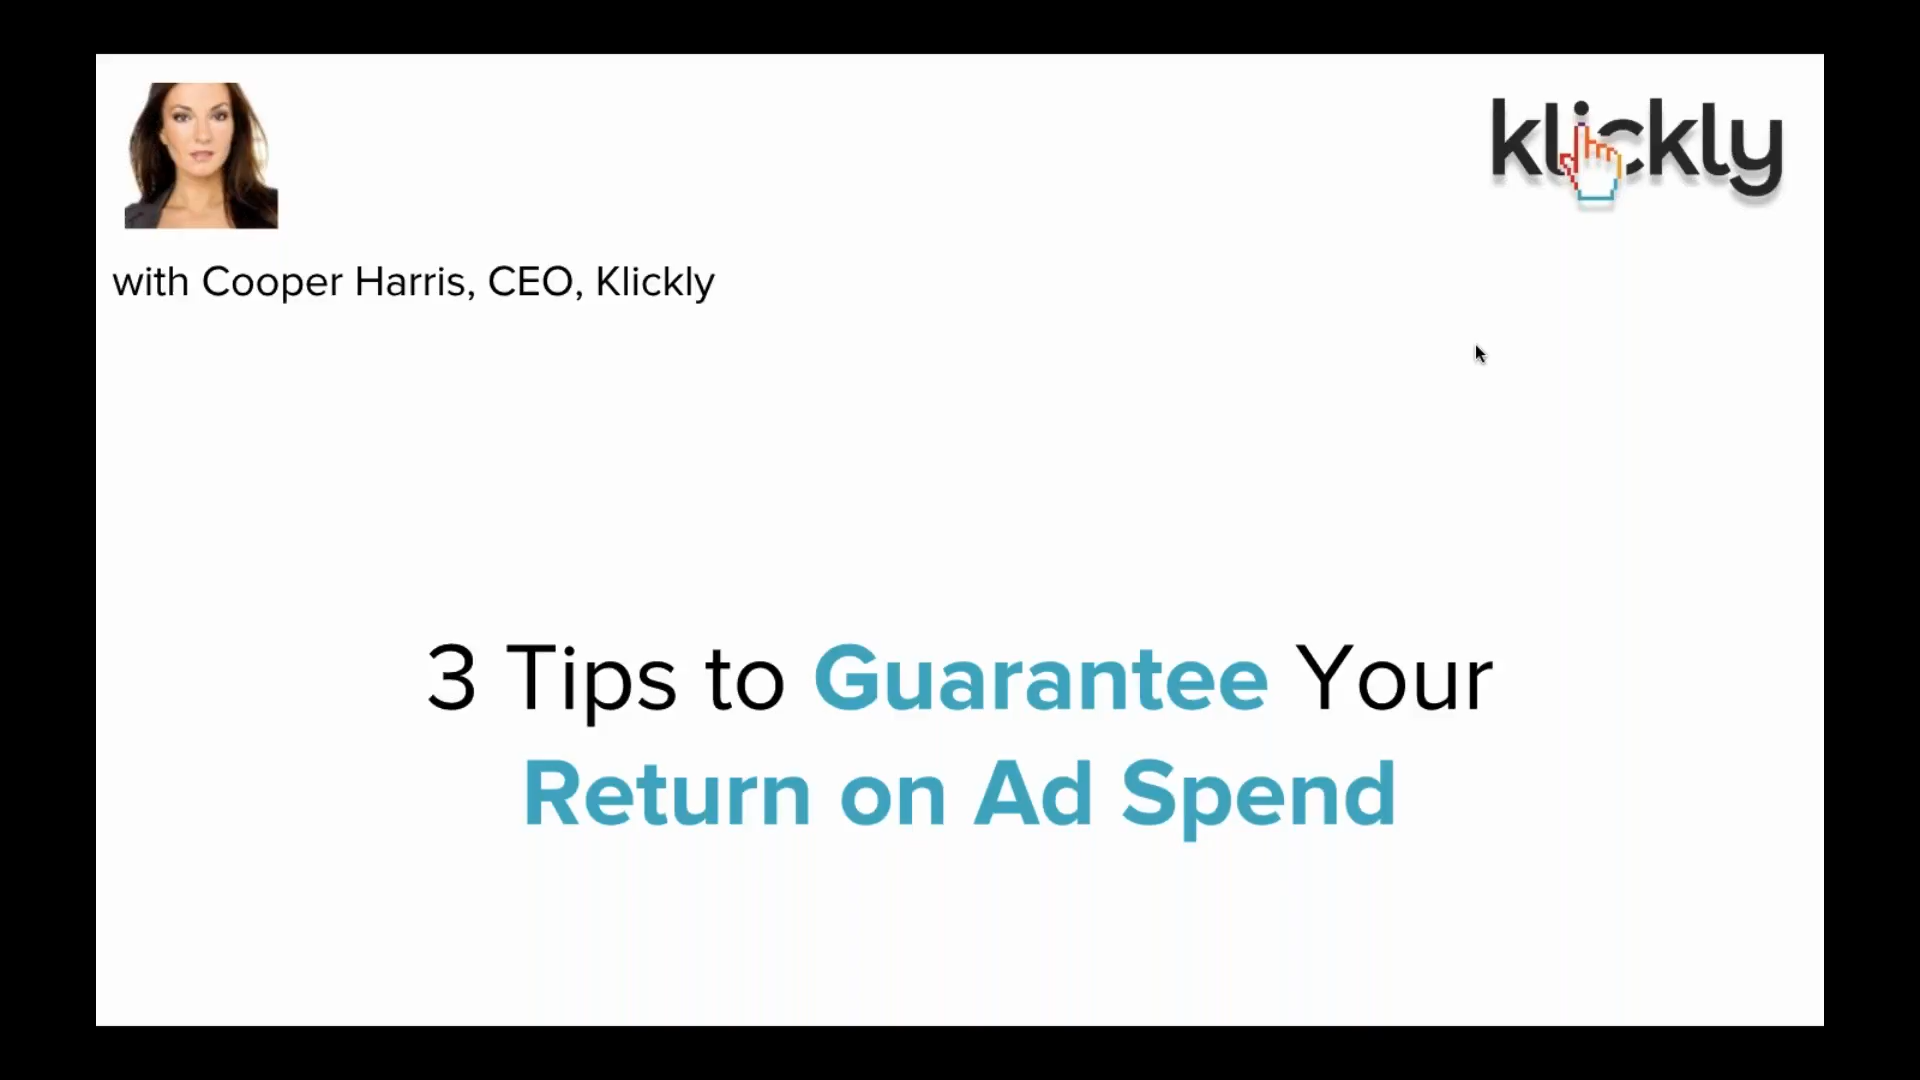 klickly
with Cooper Harris, CEO, Klickly
3 Tips to Guarantee Your
Return on Ad Spend